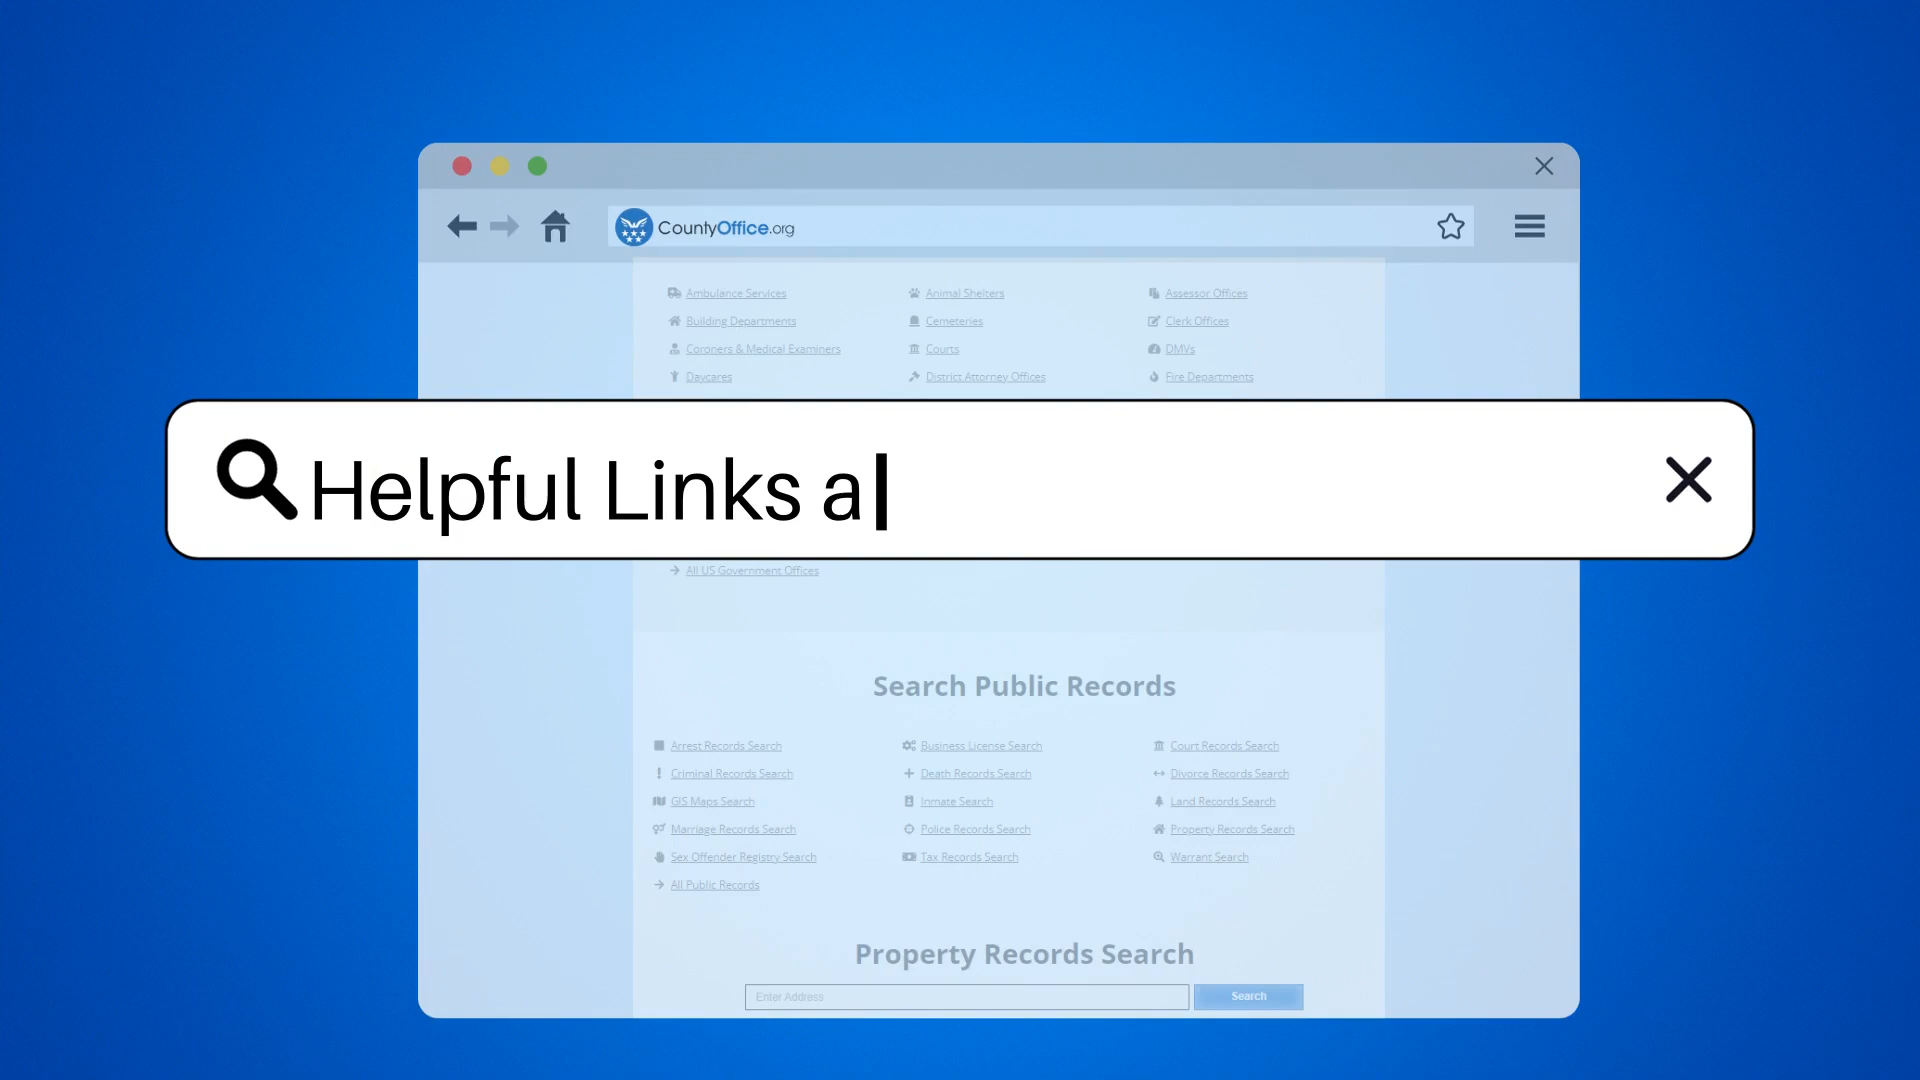 CountyOffice.org
Ambulance Services Animal Shelters Assessor Offices
Building Departments Cemeteries Clerk Offices
Coroners & Medical Examiners Courts DMVs
Daycares District Attorney Offices Fire Departments
Helpful Links a
All US Government Offices
Search Public Records
Arrest Records Search Business License Search Court Records Search
Criminal Records Search Death Records Search Divorce Records Search
GIS Maps Search Inmate Search Land Records Search
Marriage Records Search Police Records Search Property Records Search
Sex Offender Registry Search Tax Records Search Warrant Search
All Public Records
Property Records Search
Enter Address Search